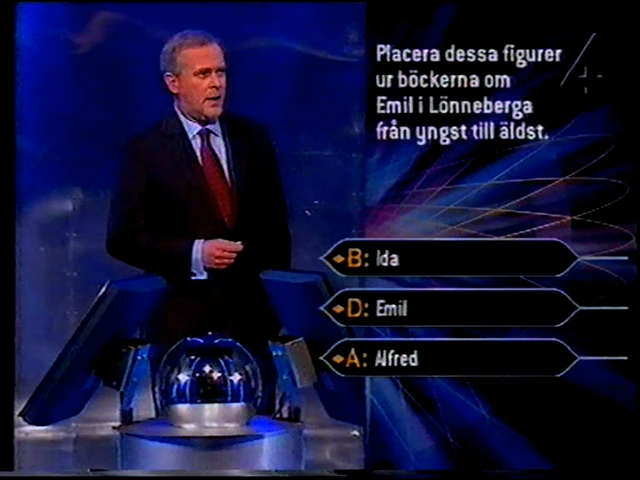 Placera dessa figurer
ur böckerna om
Emil i Lönneberga
från yngst till äldst.
B: Ida
D: Emil
A: Alfred